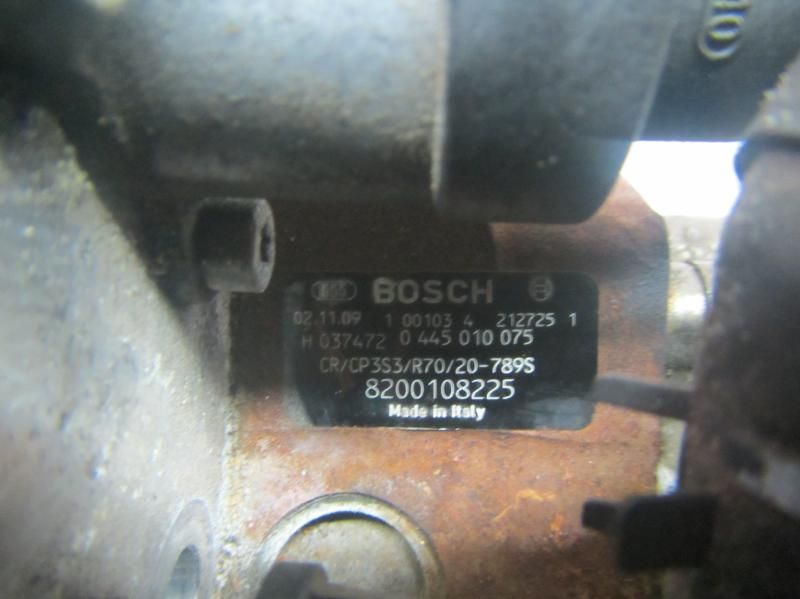 BOSCH
02.11.09 1 00103 4 212725 1
H 037472 0 445 010 075
CR/CP3S3/R70/20-789S
8200108225
Made in Italy